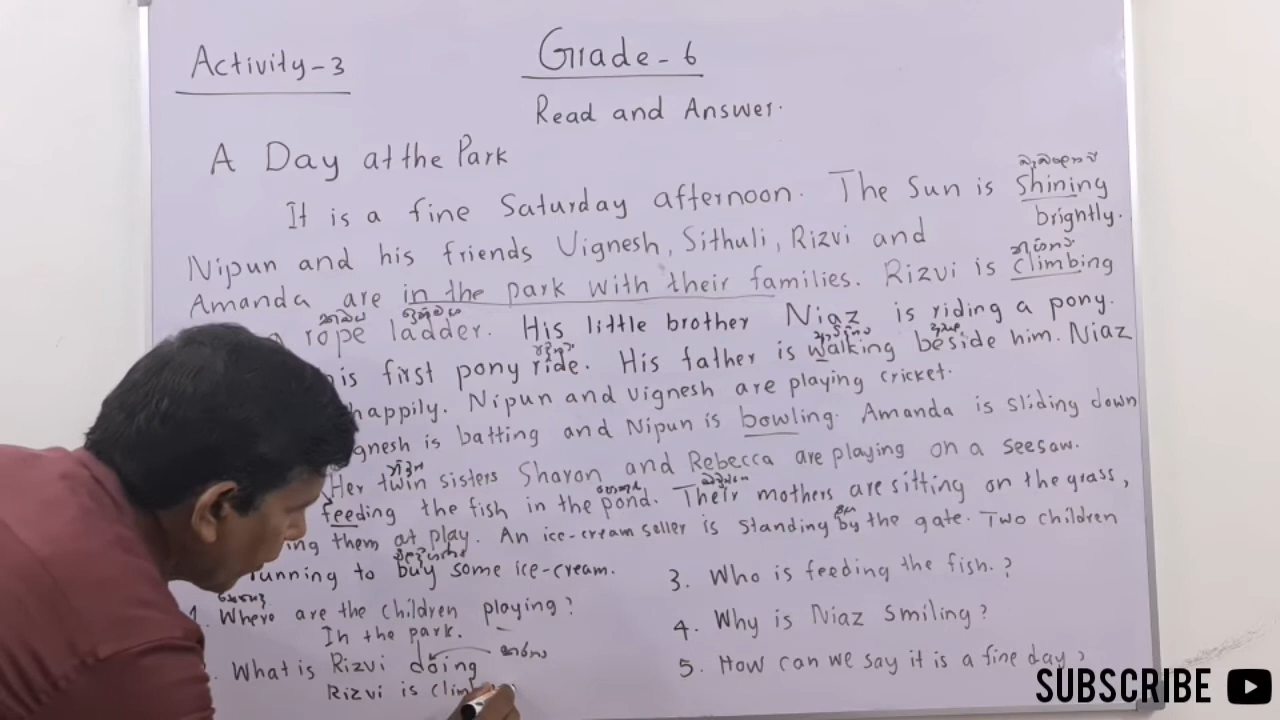 Activity-3
Grade-6
Read and Answer.
A Day at the Park
It is a fine Saturday afternoon. The Sun is Shining
brightly.
Nipun and his friends Vignesh, Sithuli, Rizvi and
Amanda are in the park with their families. Rizvi is climbing
rope ladder. His little brother Niaz is riding a pony.
is first pony ride. His father is walking beside him. Niaz
happily. Nipun and Vignesh are playing cricket.
gnesh is batting and Nipun is bowling. Amanda is sliding down
Her twin sisters Sharon and Rebecca are playing on a seesaw.
feeding the fish in the pond. Their mothers are sitting on the grass,
ing them at play. An ice-cream seller is standing by the gate. Two children
running to buy some ice-cream.
1. Where are the children playing?
In the park.
What is Rizvi doing
Rizvi is clim
3. Who is feeding the fish.?
4. Why is Niaz smiling?
5. How can we say it is a fine day?
SUBSCRIBE